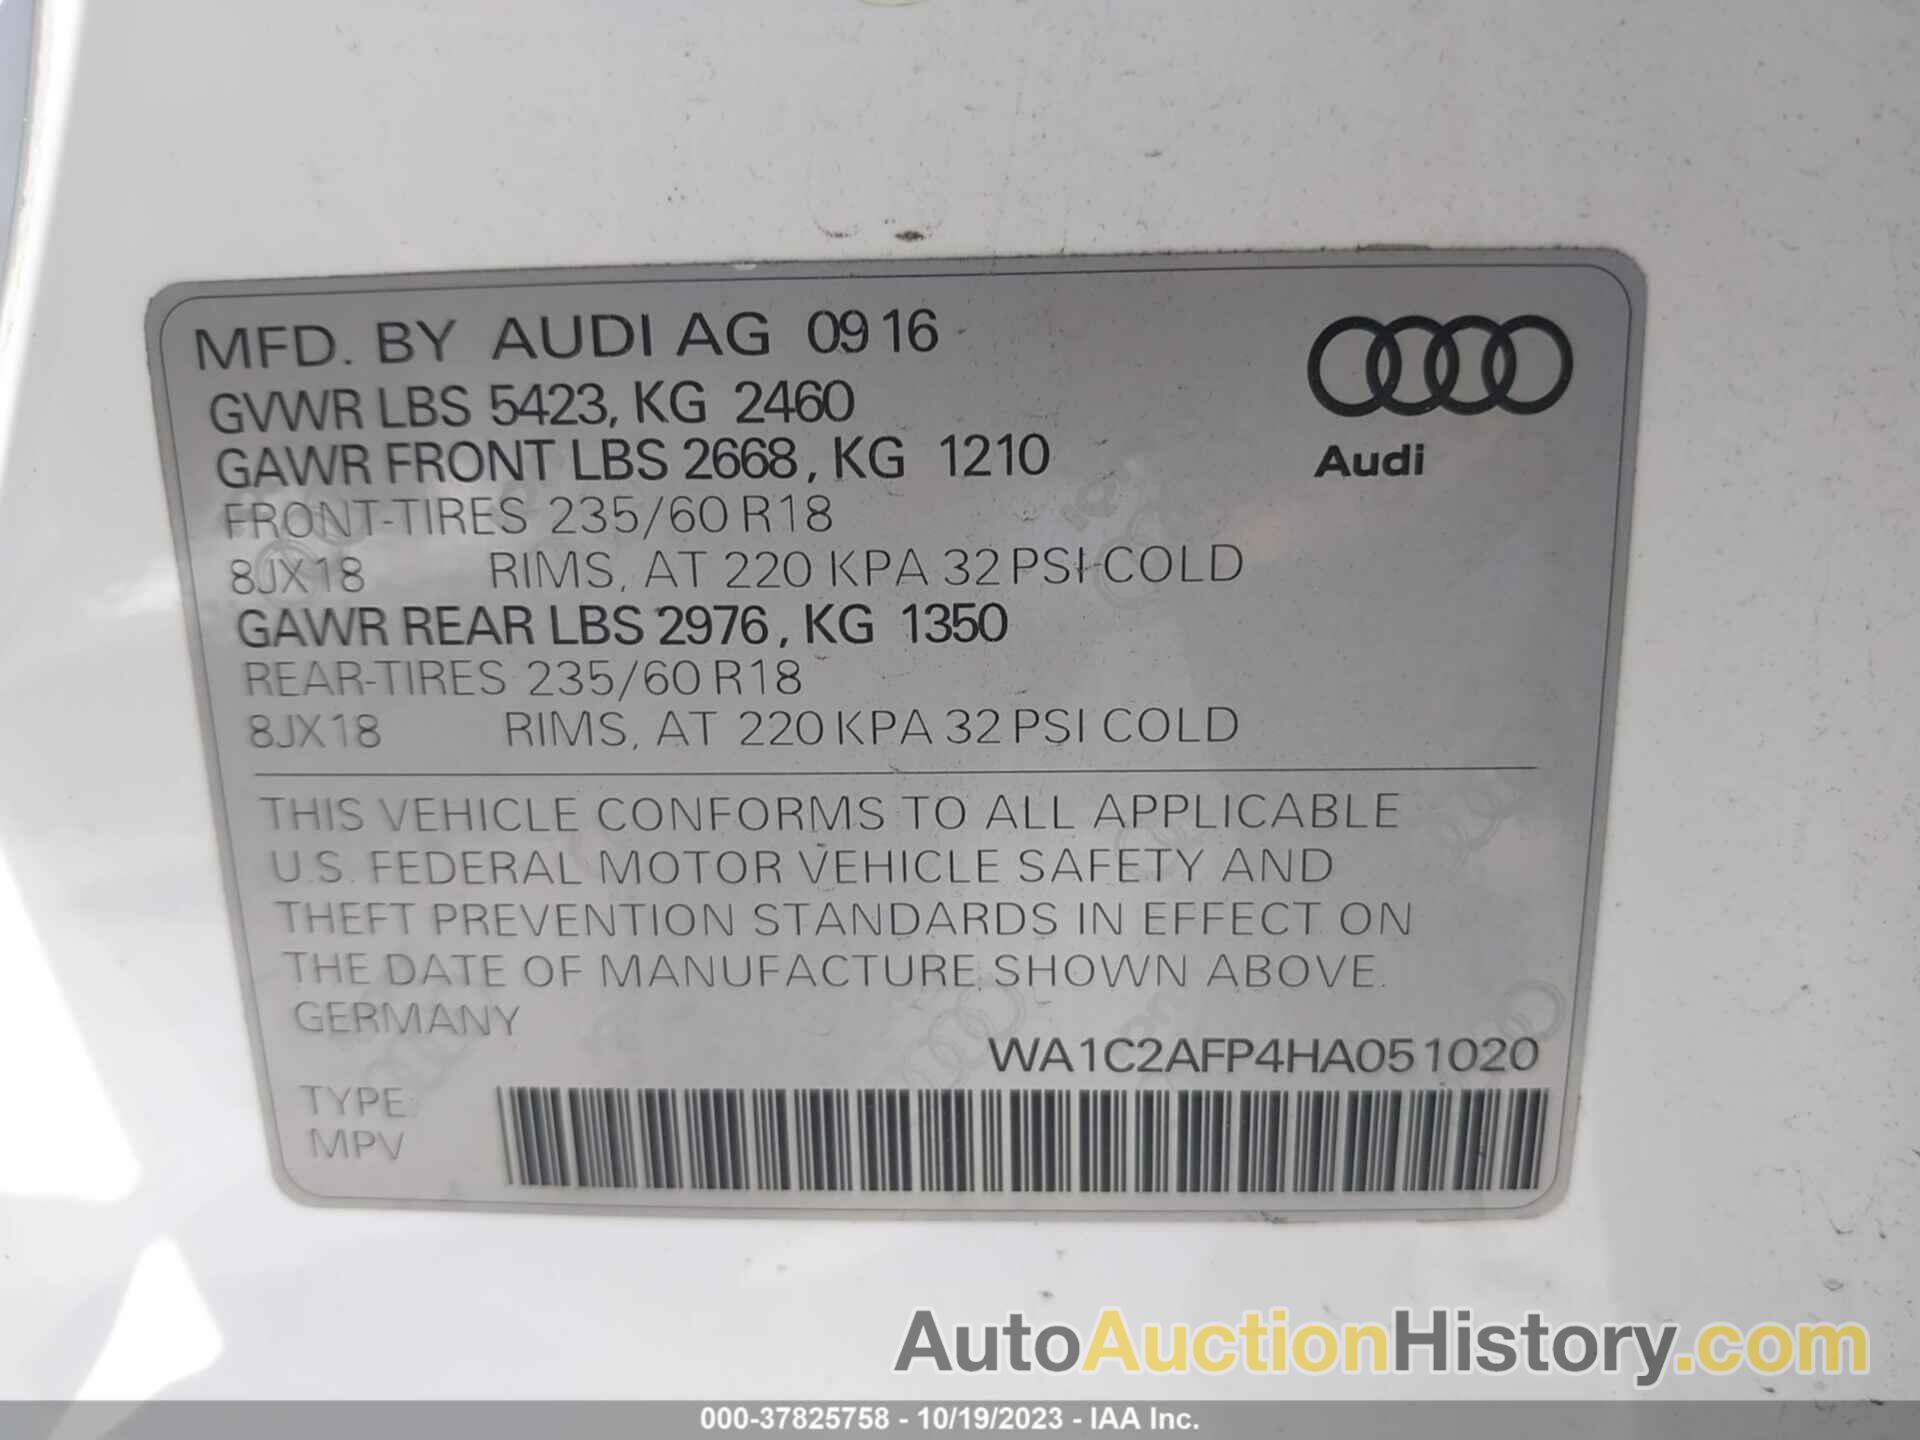 MFD. BY AUDI AG 09 16
GVWR LBS 5423, KG 2460
GAWR FRONT LBS 2668, KG 1210
Audi
FRONT-TIRES 235/60 R18
8JX18 RIMS, AT 220 KPA 32 PSI COLD
GAWR REAR LBS 2976, KG 1350
REAR-TIRES 235/60 R18
8JX18 RIMS, AT 220 KPA 32 PSI COLD
THIS VEHICLE CONFORMS TO ALL APPLICABLE
U.S. FEDERAL MOTOR VEHICLE SAFETY AND
THEFT PREVENTION STANDARDS IN EFFECT ON
THE DATE OF MANUFACTURE SHOWN ABOVE.
GERMANY
WA1C2AFP4HA051020
TYPE:
MPV
AutoAuctionHistory.com
000-37825758 - 10/19/2023 - IAA Inc.